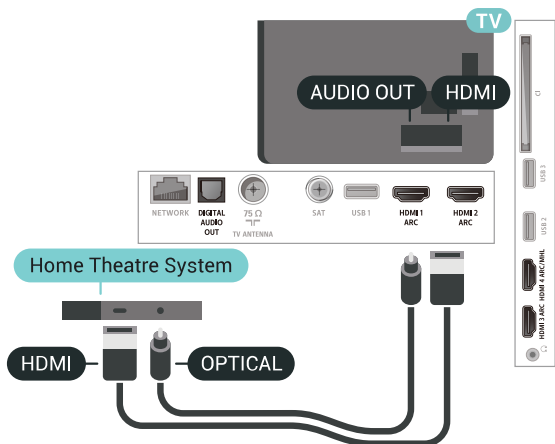 TV
AUDIO OUT
HDMI
CI
USB 3
USB 2
HDMI 4 ARC/MHL
HDMI 3 ARC
NETWORK
DIGITAL
AUDIO
OUT
75 Ω
TV ANTENNA
SAT
USB 1
HDMI 1
ARC
HDMI 2
ARC
Home Theatre System
HDMI
OPTICAL